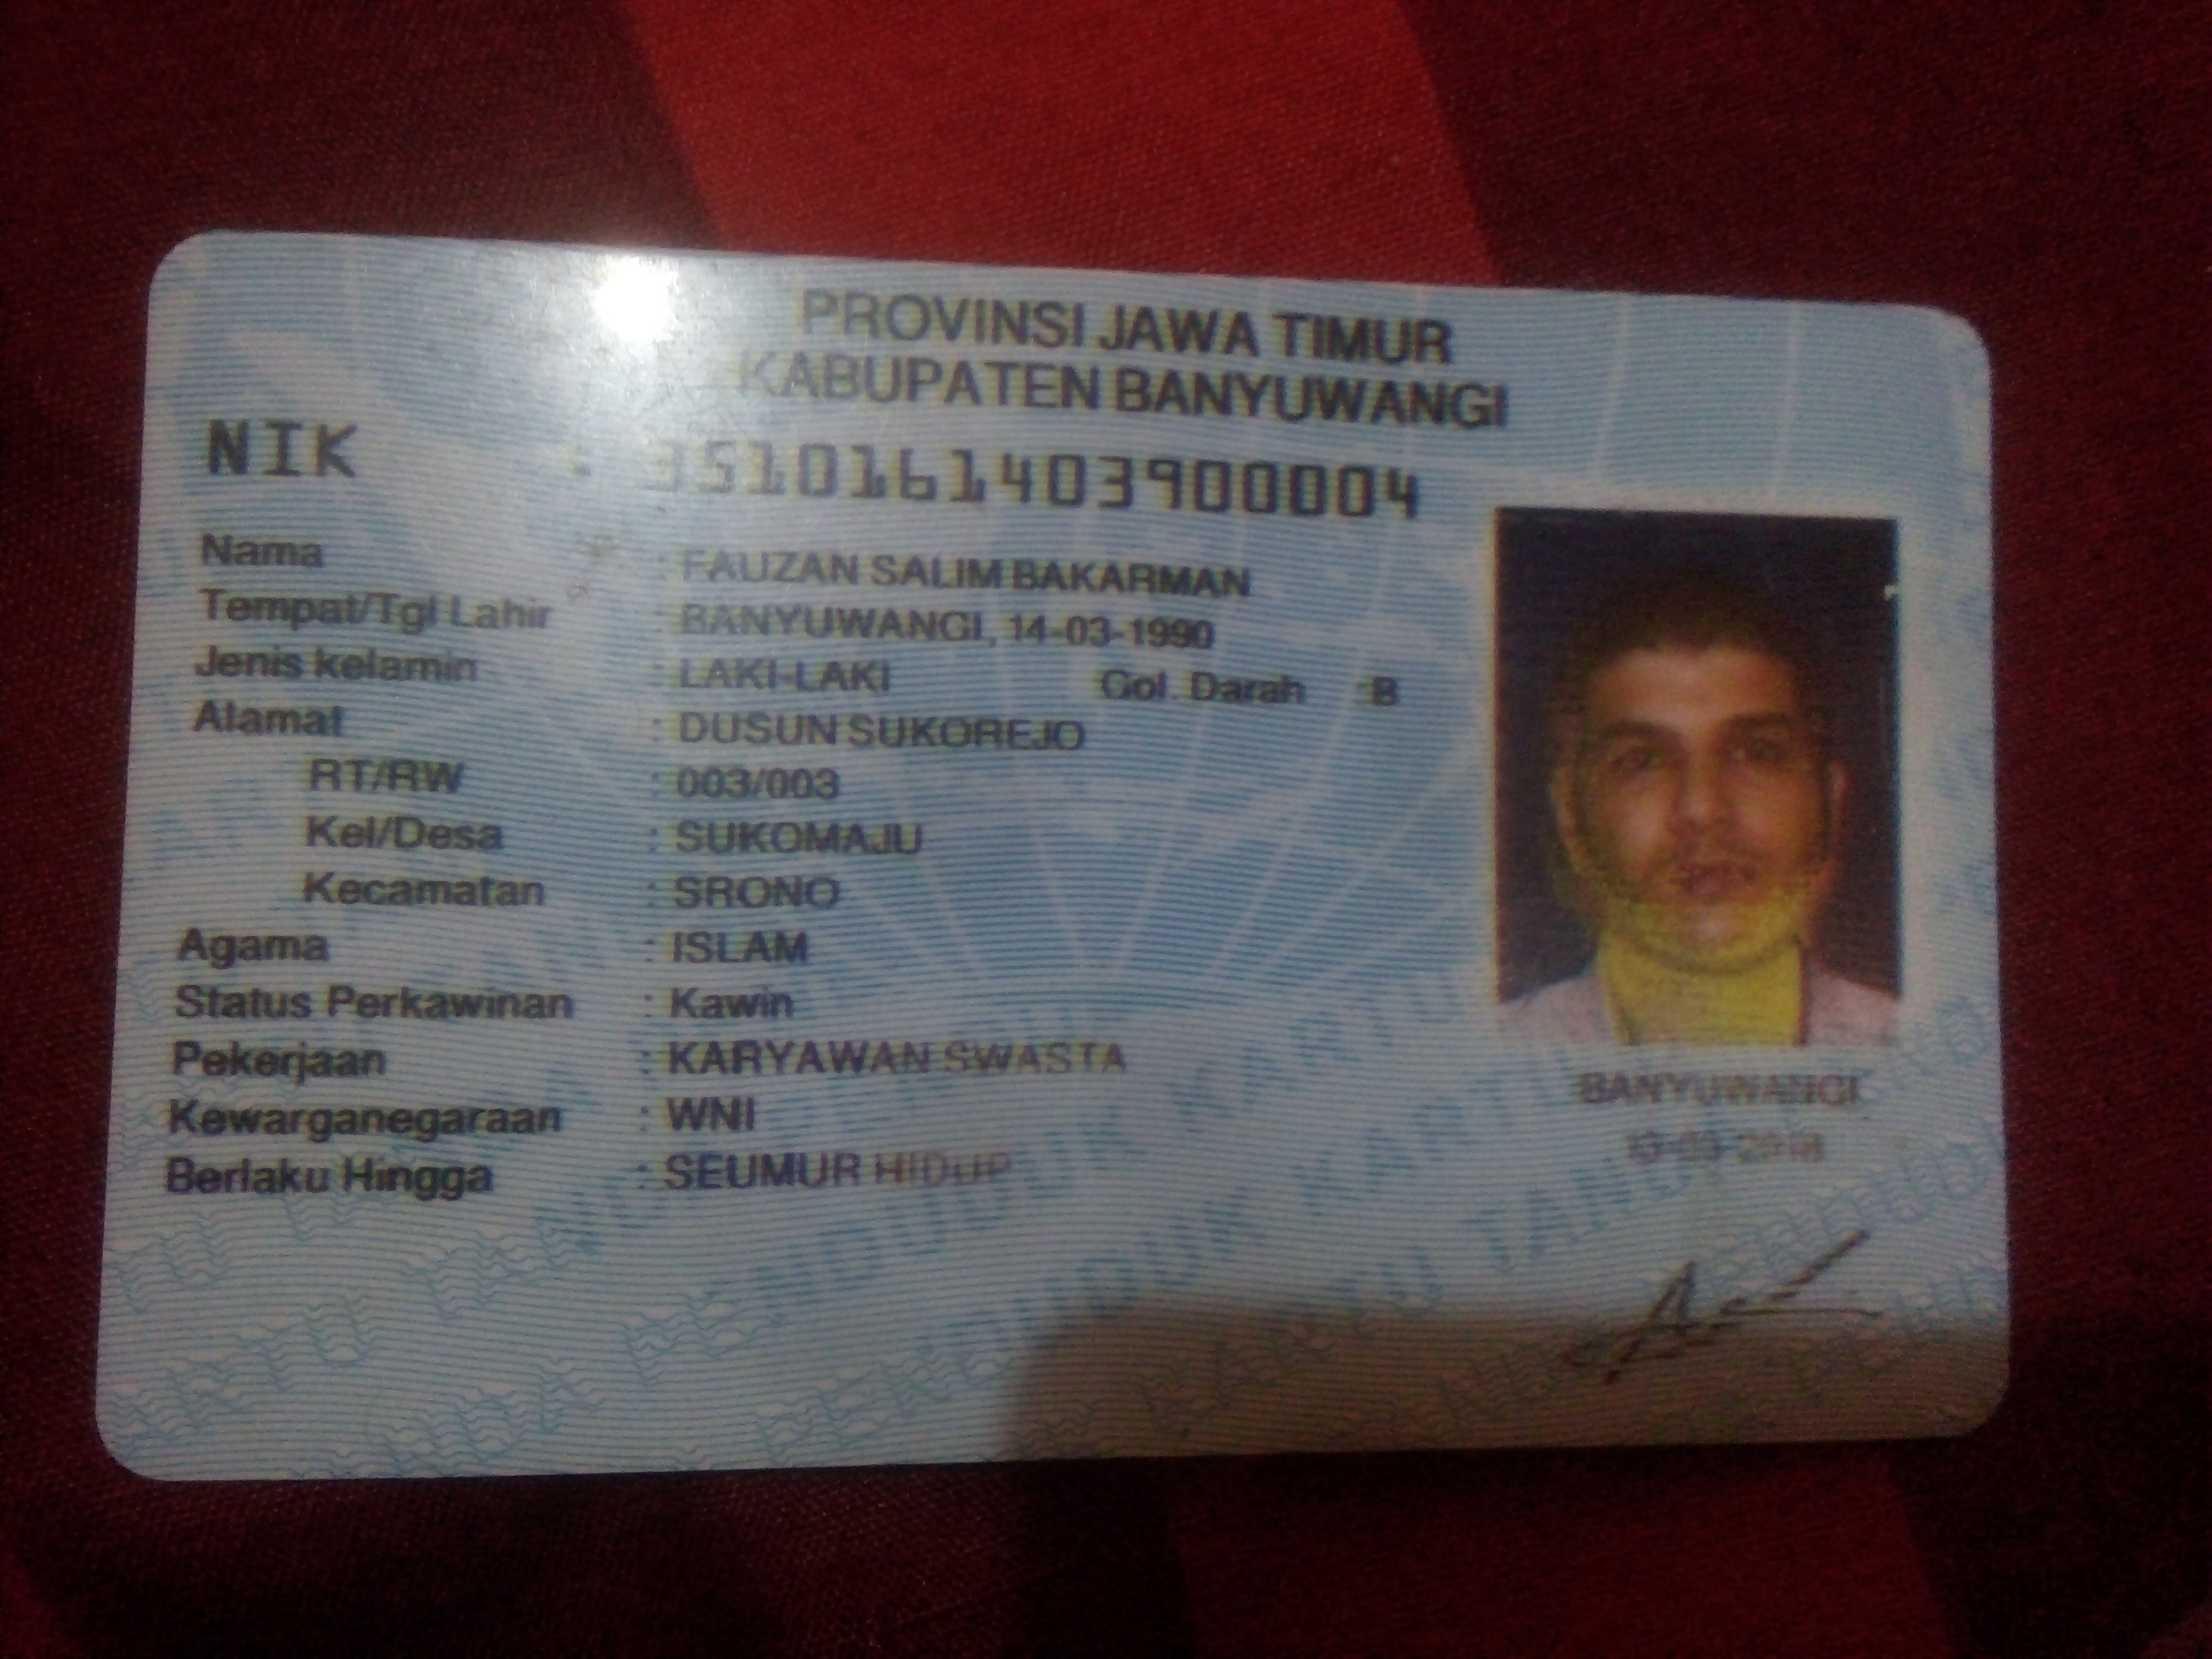 PROVINSI JAWA TIMUR
KABUPATEN BANYUWANGI
NIK : 3510161403900004
Nama : FAUZAN SALIM BAKARMAN
Tempat/Tgl Lahir : BANYUWANGI, 14-03-1990
Jenis kelamin : LAKI-LAKI Gol. Darah : B
Alamat : DUSUN SUKOREJO
RT/RW : 003/003
Kel/Desa : SUKOMAJU
Kecamatan : SRONO
Agama : ISLAM
Status Perkawinan : Kawin
Pekerjaan : KARYAWAN SWASTA
Kewarganegaraan : WNI
Berlaku Hingga : SEUMUR HIDUP
BANYUWANGI